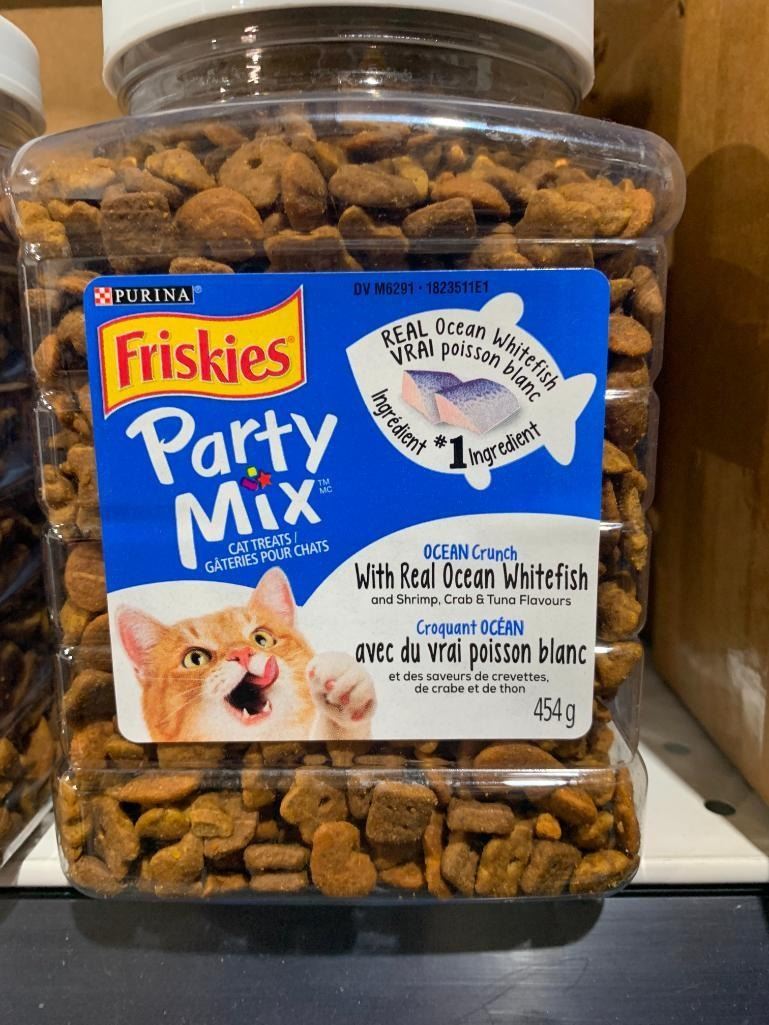 PURINA®
DV M6291 - 1823511E1
Friskies®
REAL Ocean Whitefish
VRAI poisson blanc
Ingrédient #1 Ingredient
Party
Mix TM
MC
CAT TREATS /
GÂTERIES POUR CHATS
OCEAN Crunch
With Real Ocean Whitefish
and Shrimp, Crab & Tuna Flavours
Croquant OCÉAN
avec du vrai poisson blanc
et des saveurs de crevettes,
de crabe et de thon
454 g